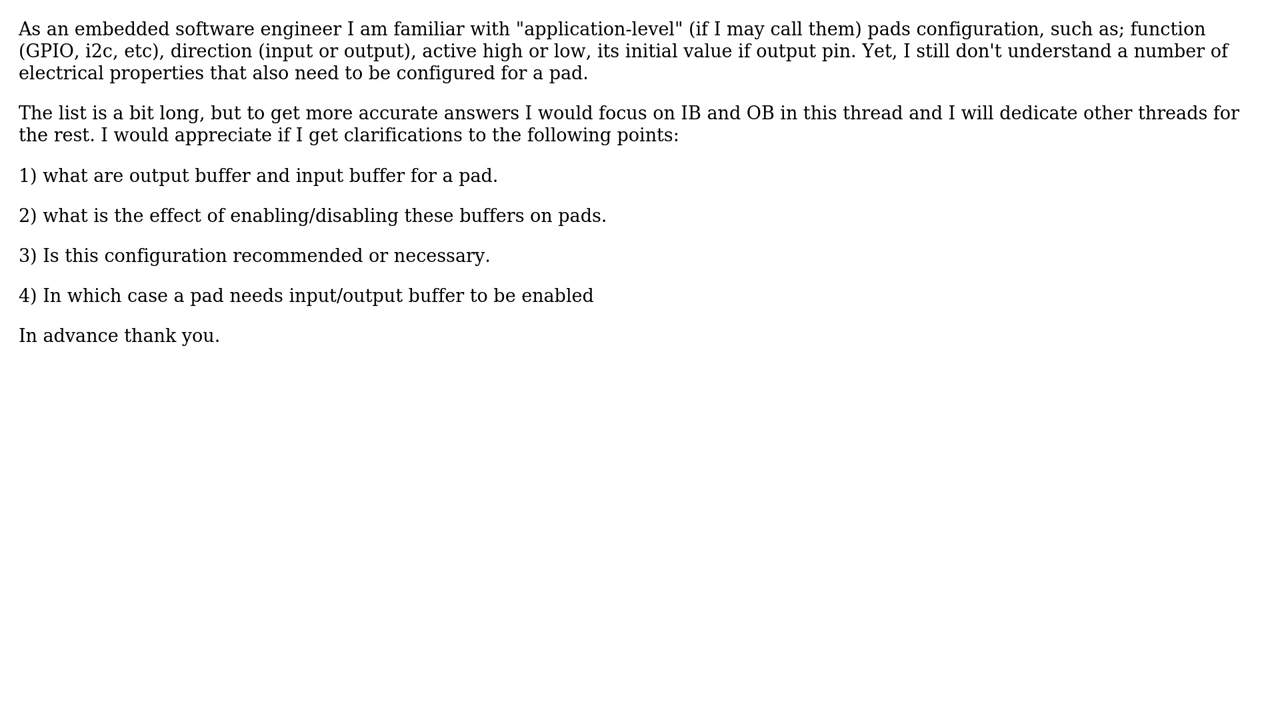 As an embedded software engineer I am familiar with "application-level" (if I may call them) pads configuration, such as; function
(GPIO, i2c, etc), direction (input or output), active high or low, its initial value if output pin. Yet, I still don't understand a number of
electrical properties that also need to be configured for a pad.
The list is a bit long, but to get more accurate answers I would focus on IB and OB in this thread and I will dedicate other threads for
the rest. I would appreciate if I get clarifications to the following points:
1) what are output buffer and input buffer for a pad.
2) what is the effect of enabling/disabling these buffers on pads.
3) Is this configuration recommended or necessary.
4) In which case a pad needs input/output buffer to be enabled
In advance thank you.